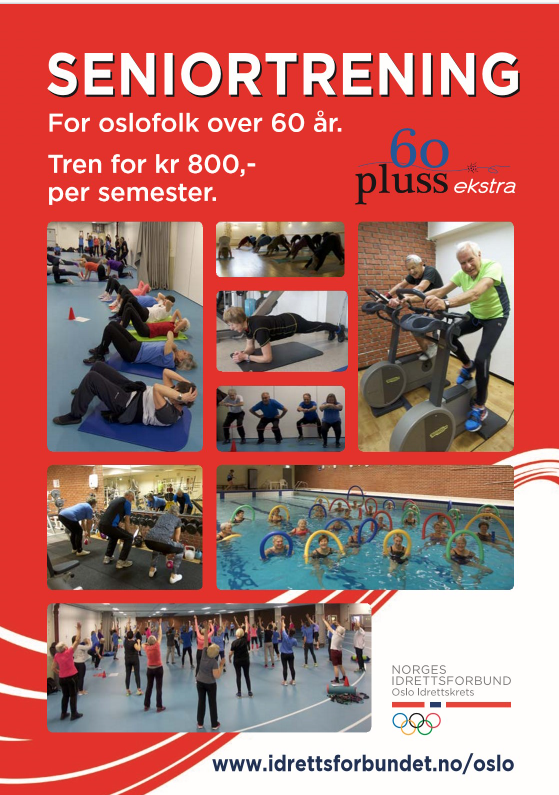 SENIORTRENING
For oslofolk over 60 år.
Tren for kr 800,-
per semester.
60
pluss ekstra
NORGES
IDRETTSFORBUND
Oslo Idrettskrets
www.idrettsforbundet.no/oslo